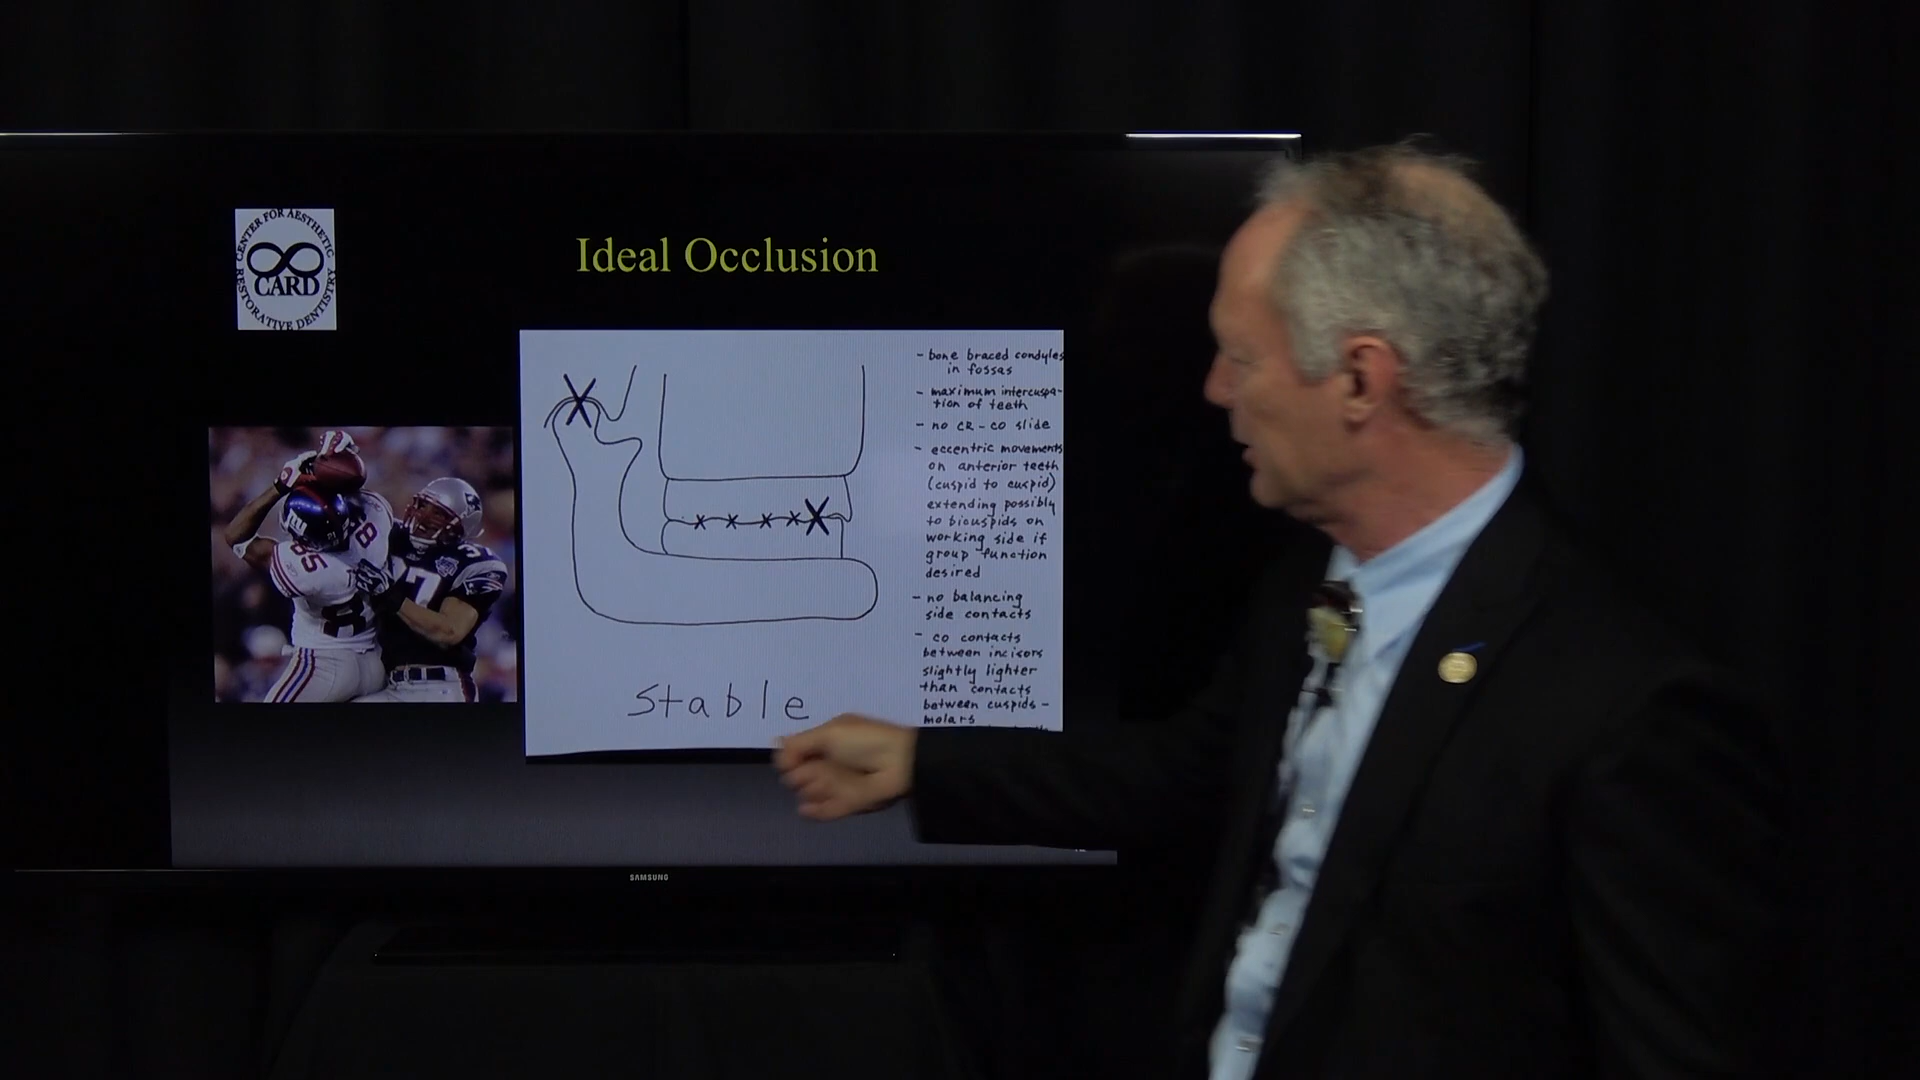 CENTER FOR AESTHETIC
CARD
RESTORATIVE DENTISTRY
Ideal Occlusion
- bone braced condyles
in fossas
- maximum intercuspa-
tion of teeth
- no CR-CO slide
- eccentric movements
on anterior teeth
(cuspid to cuspid)
extending possibly
to bicuspids on
working side if
group function
desired
- no balancing
side contacts
- CO contacts
between incisors
slightly lighter
than contacts
between cuspids -
molars
stable
85
SAMSUNG